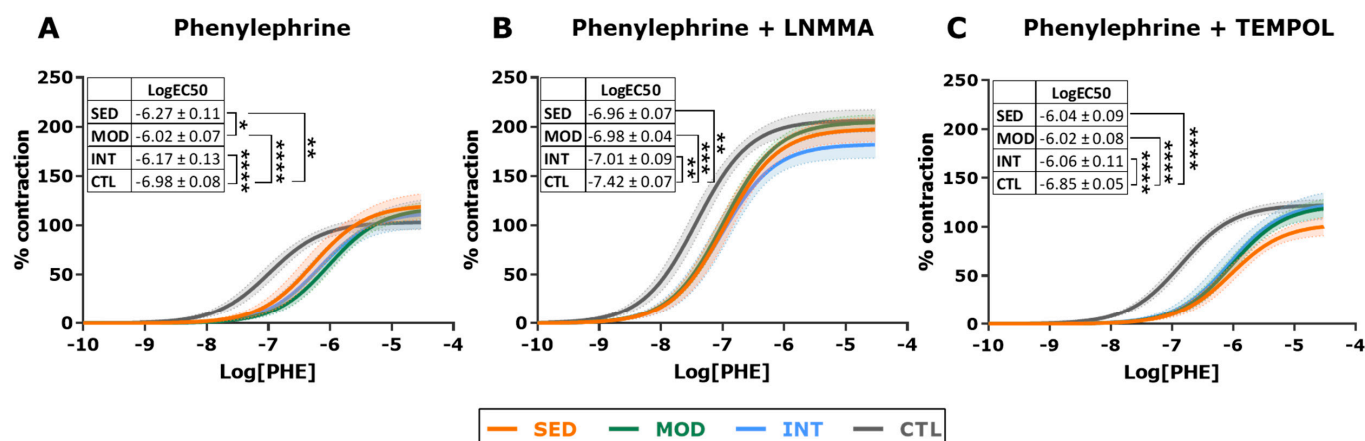 A Phenylephrine
250
200
150
100
50
0
% contraction
-10 -9 -8 -7 -6 -5 -4
Log[PHE]
LogEC50
SED -6.27 ± 0.11
MOD -6.02 ± 0.07
INT -6.17 ± 0.13
CTL -6.98 ± 0.08
*
****
****
**
B Phenylephrine + LNMMA
250
200
150
100
50
0
% contraction
-10 -9 -8 -7 -6 -5 -4
Log[PHE]
LogEC50
SED -6.96 ± 0.07
MOD -6.98 ± 0.04
INT -7.01 ± 0.09
CTL -7.42 ± 0.07
**
***
**
C Phenylephrine + TEMPOL
250
200
150
100
50
0
% contraction
-10 -9 -8 -7 -6 -5 -4
Log[PHE]
LogEC50
SED -6.04 ± 0.09
MOD -6.02 ± 0.08
INT -6.06 ± 0.11
CTL -6.85 ± 0.05
****
****
****
SED MOD INT CTL